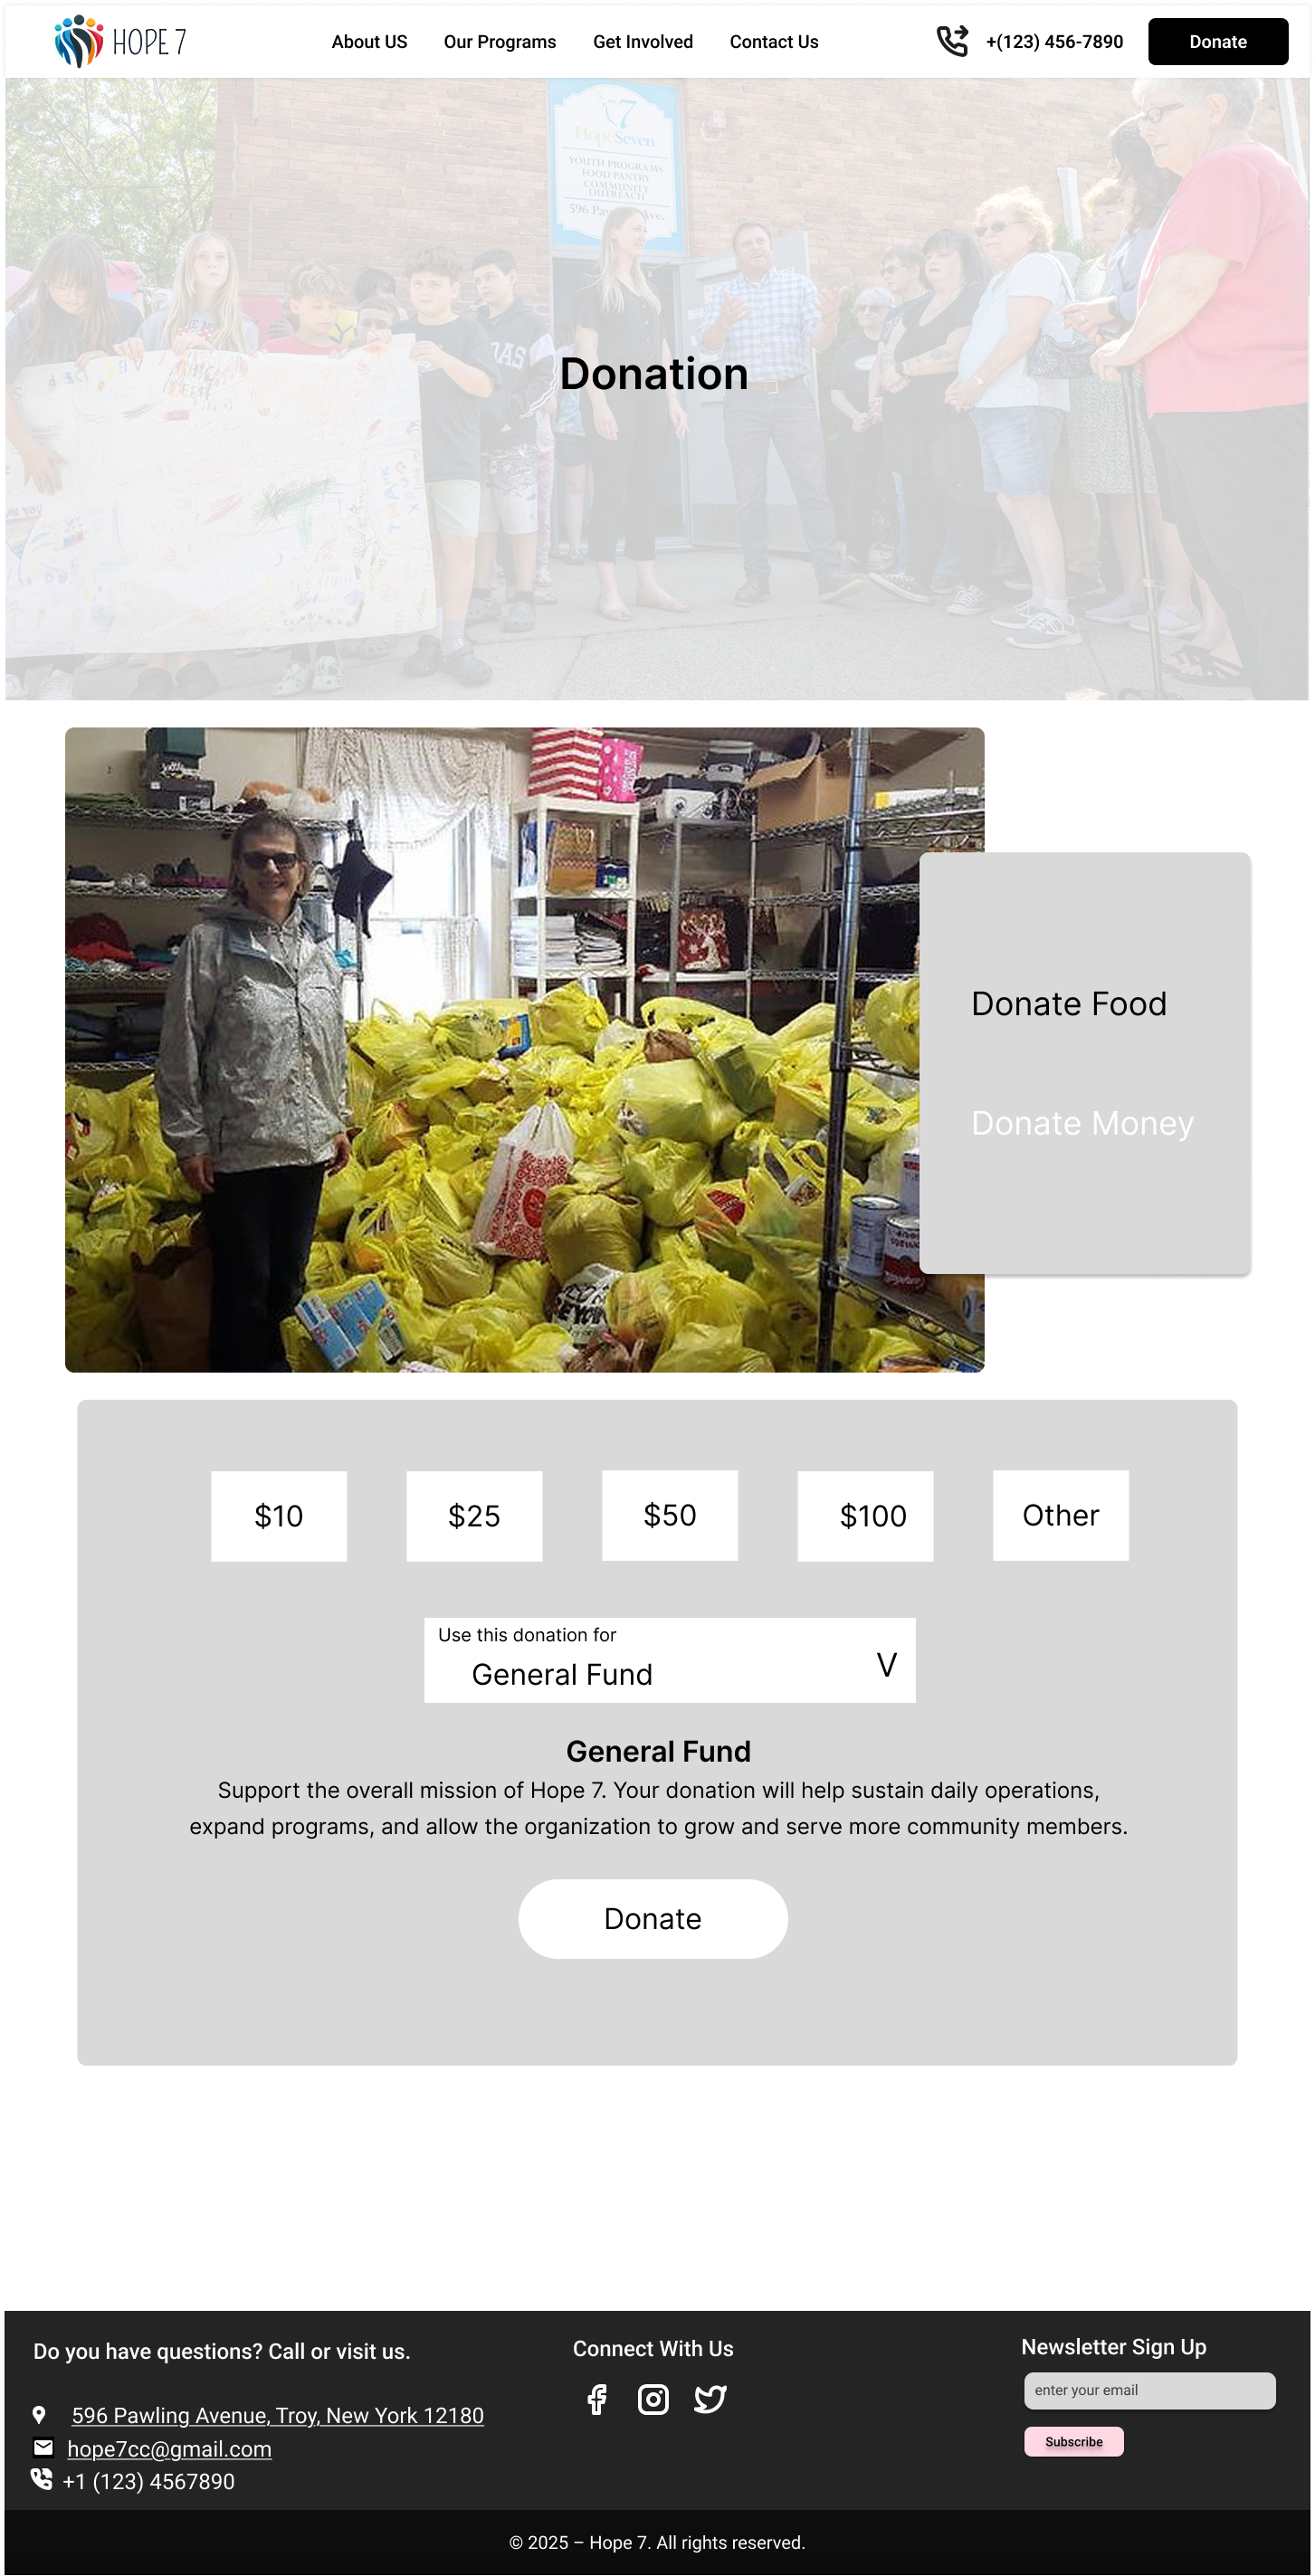 HOPE 7
About US
Our Programs
Get Involved
Contact Us
+(123) 456-7890
Donate
7
HopeSeven
YOUTH PROGRAMS
FOOD PANTRY
COMMUNITY
OUTREACH
596 Ave.
Donation
Donate Food
Donate Money
$10
$25
$50
$100
Other
Use this donation for
General Fund
V
General Fund
Support the overall mission of Hope 7. Your donation will help sustain daily operations,
expand programs, and allow the organization to grow and serve more community members.
Donate
Do you have questions? Call or visit us.
596 Pawling Avenue, Troy, New York 12180
hope7cc@gmail.com
+1 (123) 4567890
Connect With Us
Newsletter Sign Up
enter your email
Subscribe
© 2025 – Hope 7. All rights reserved.